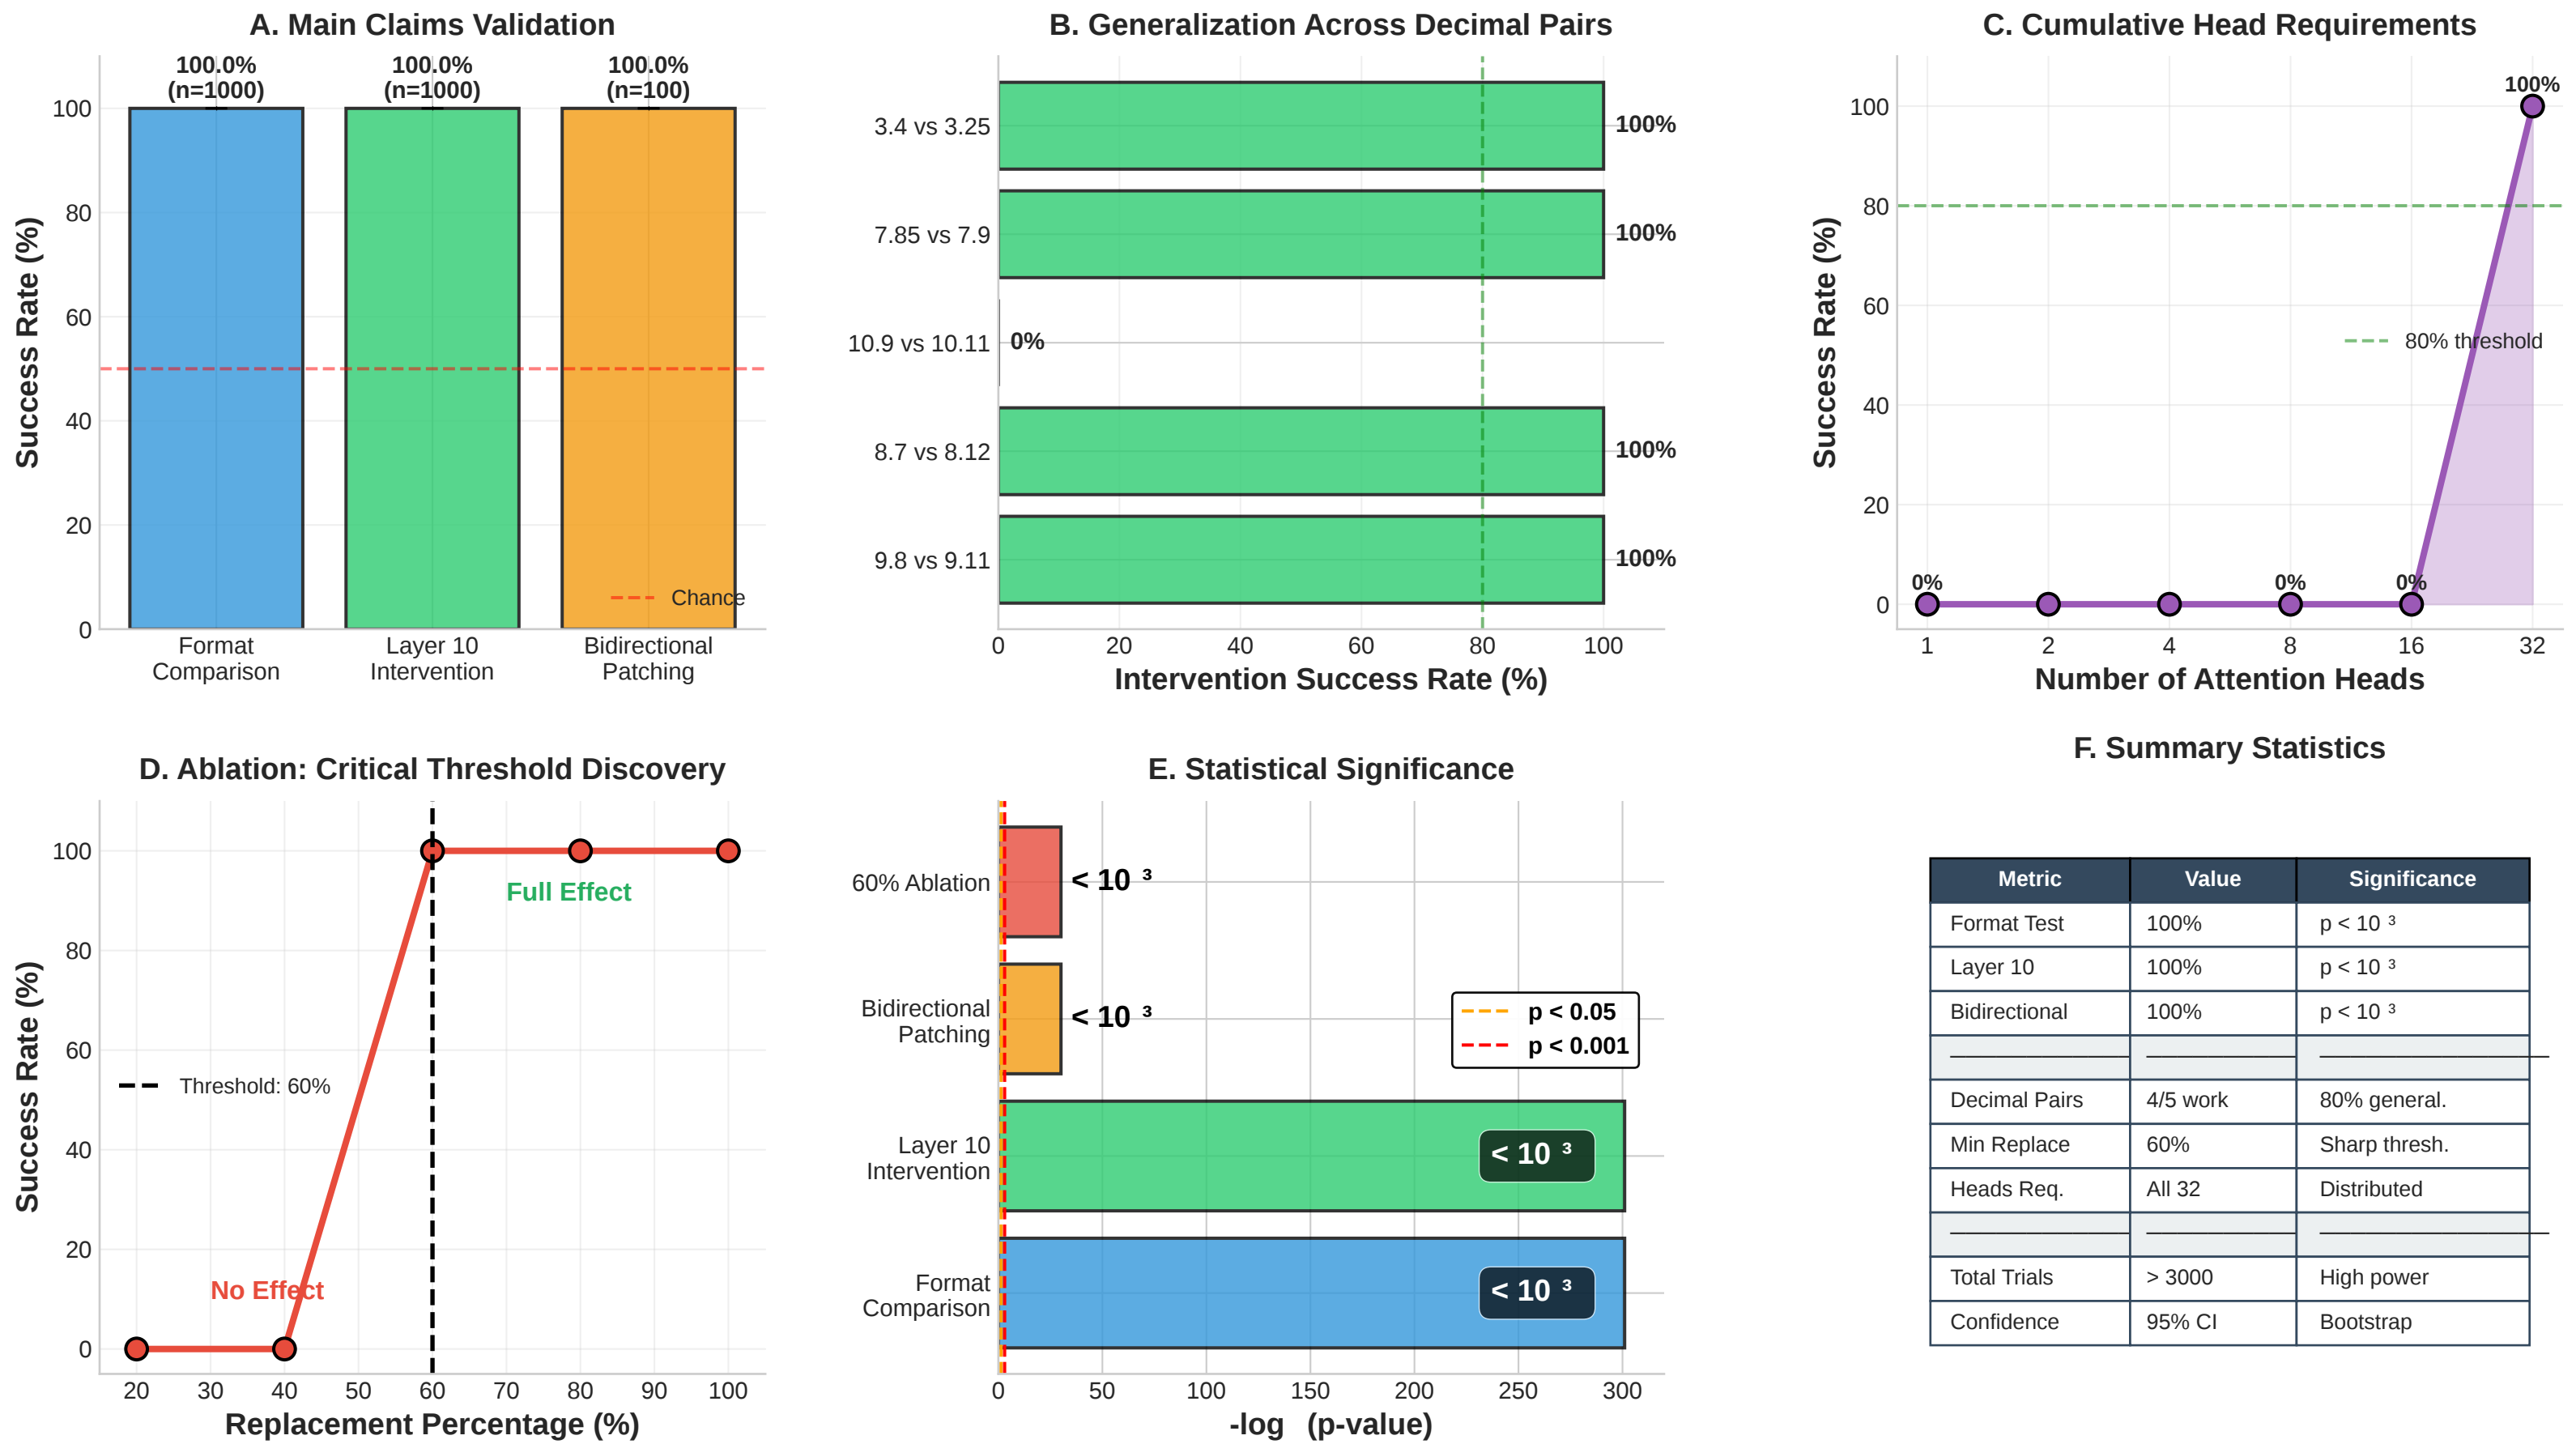 A. Main Claims Validation
100.0%
(n=1000)
100.0%
(n=1000)
100.0%
(n=100)
Success Rate (%)
100
80
60
40
20
0
Chance
Format
Comparison
Layer 10
Intervention
Bidirectional
Patching
B. Generalization Across Decimal Pairs
3.4 vs 3.25
100%
7.85 vs 7.9
100%
10.9 vs 10.11
0%
8.7 vs 8.12
100%
9.8 vs 9.11
100%
0 20 40 60 80 100
Intervention Success Rate (%)
C. Cumulative Head Requirements
Success Rate (%)
100
80
60
40
20
0
100%
80% threshold
0% 0% 0%
1 2 4 8 16 32
Number of Attention Heads
D. Ablation: Critical Threshold Discovery
Success Rate (%)
100
80
60
40
20
0
Full Effect
Threshold: 60%
No Effect
20 30 40 50 60 70 80 90 100
Replacement Percentage (%)
E. Statistical Significance
60% Ablation
< 10 ³
Bidirectional
Patching
< 10 ³
p < 0.05
p < 0.001
Layer 10
Intervention
< 10 ³
Format
Comparison
< 10 ³
0 50 100 150 200 250 300
-log (p-value)
F. Summary Statistics
Metric Value Significance
Format Test 100% p < 10 ³
Layer 10 100% p < 10 ³
Bidirectional 100% p < 10 ³
Decimal Pairs 4/5 work 80% general.
Min Replace 60% Sharp thresh.
Heads Req. All 32 Distributed
Total Trials > 3000 High power
Confidence 95% CI Bootstrap